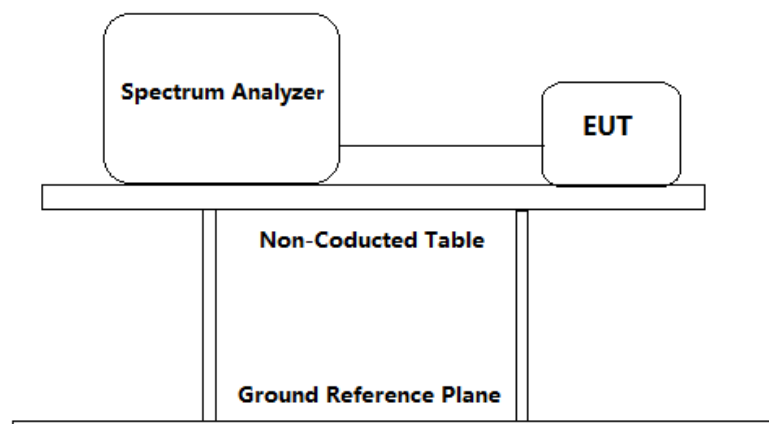 Spectrum Analyzer
EUT
Non-Coducted Table
Ground Reference Plane